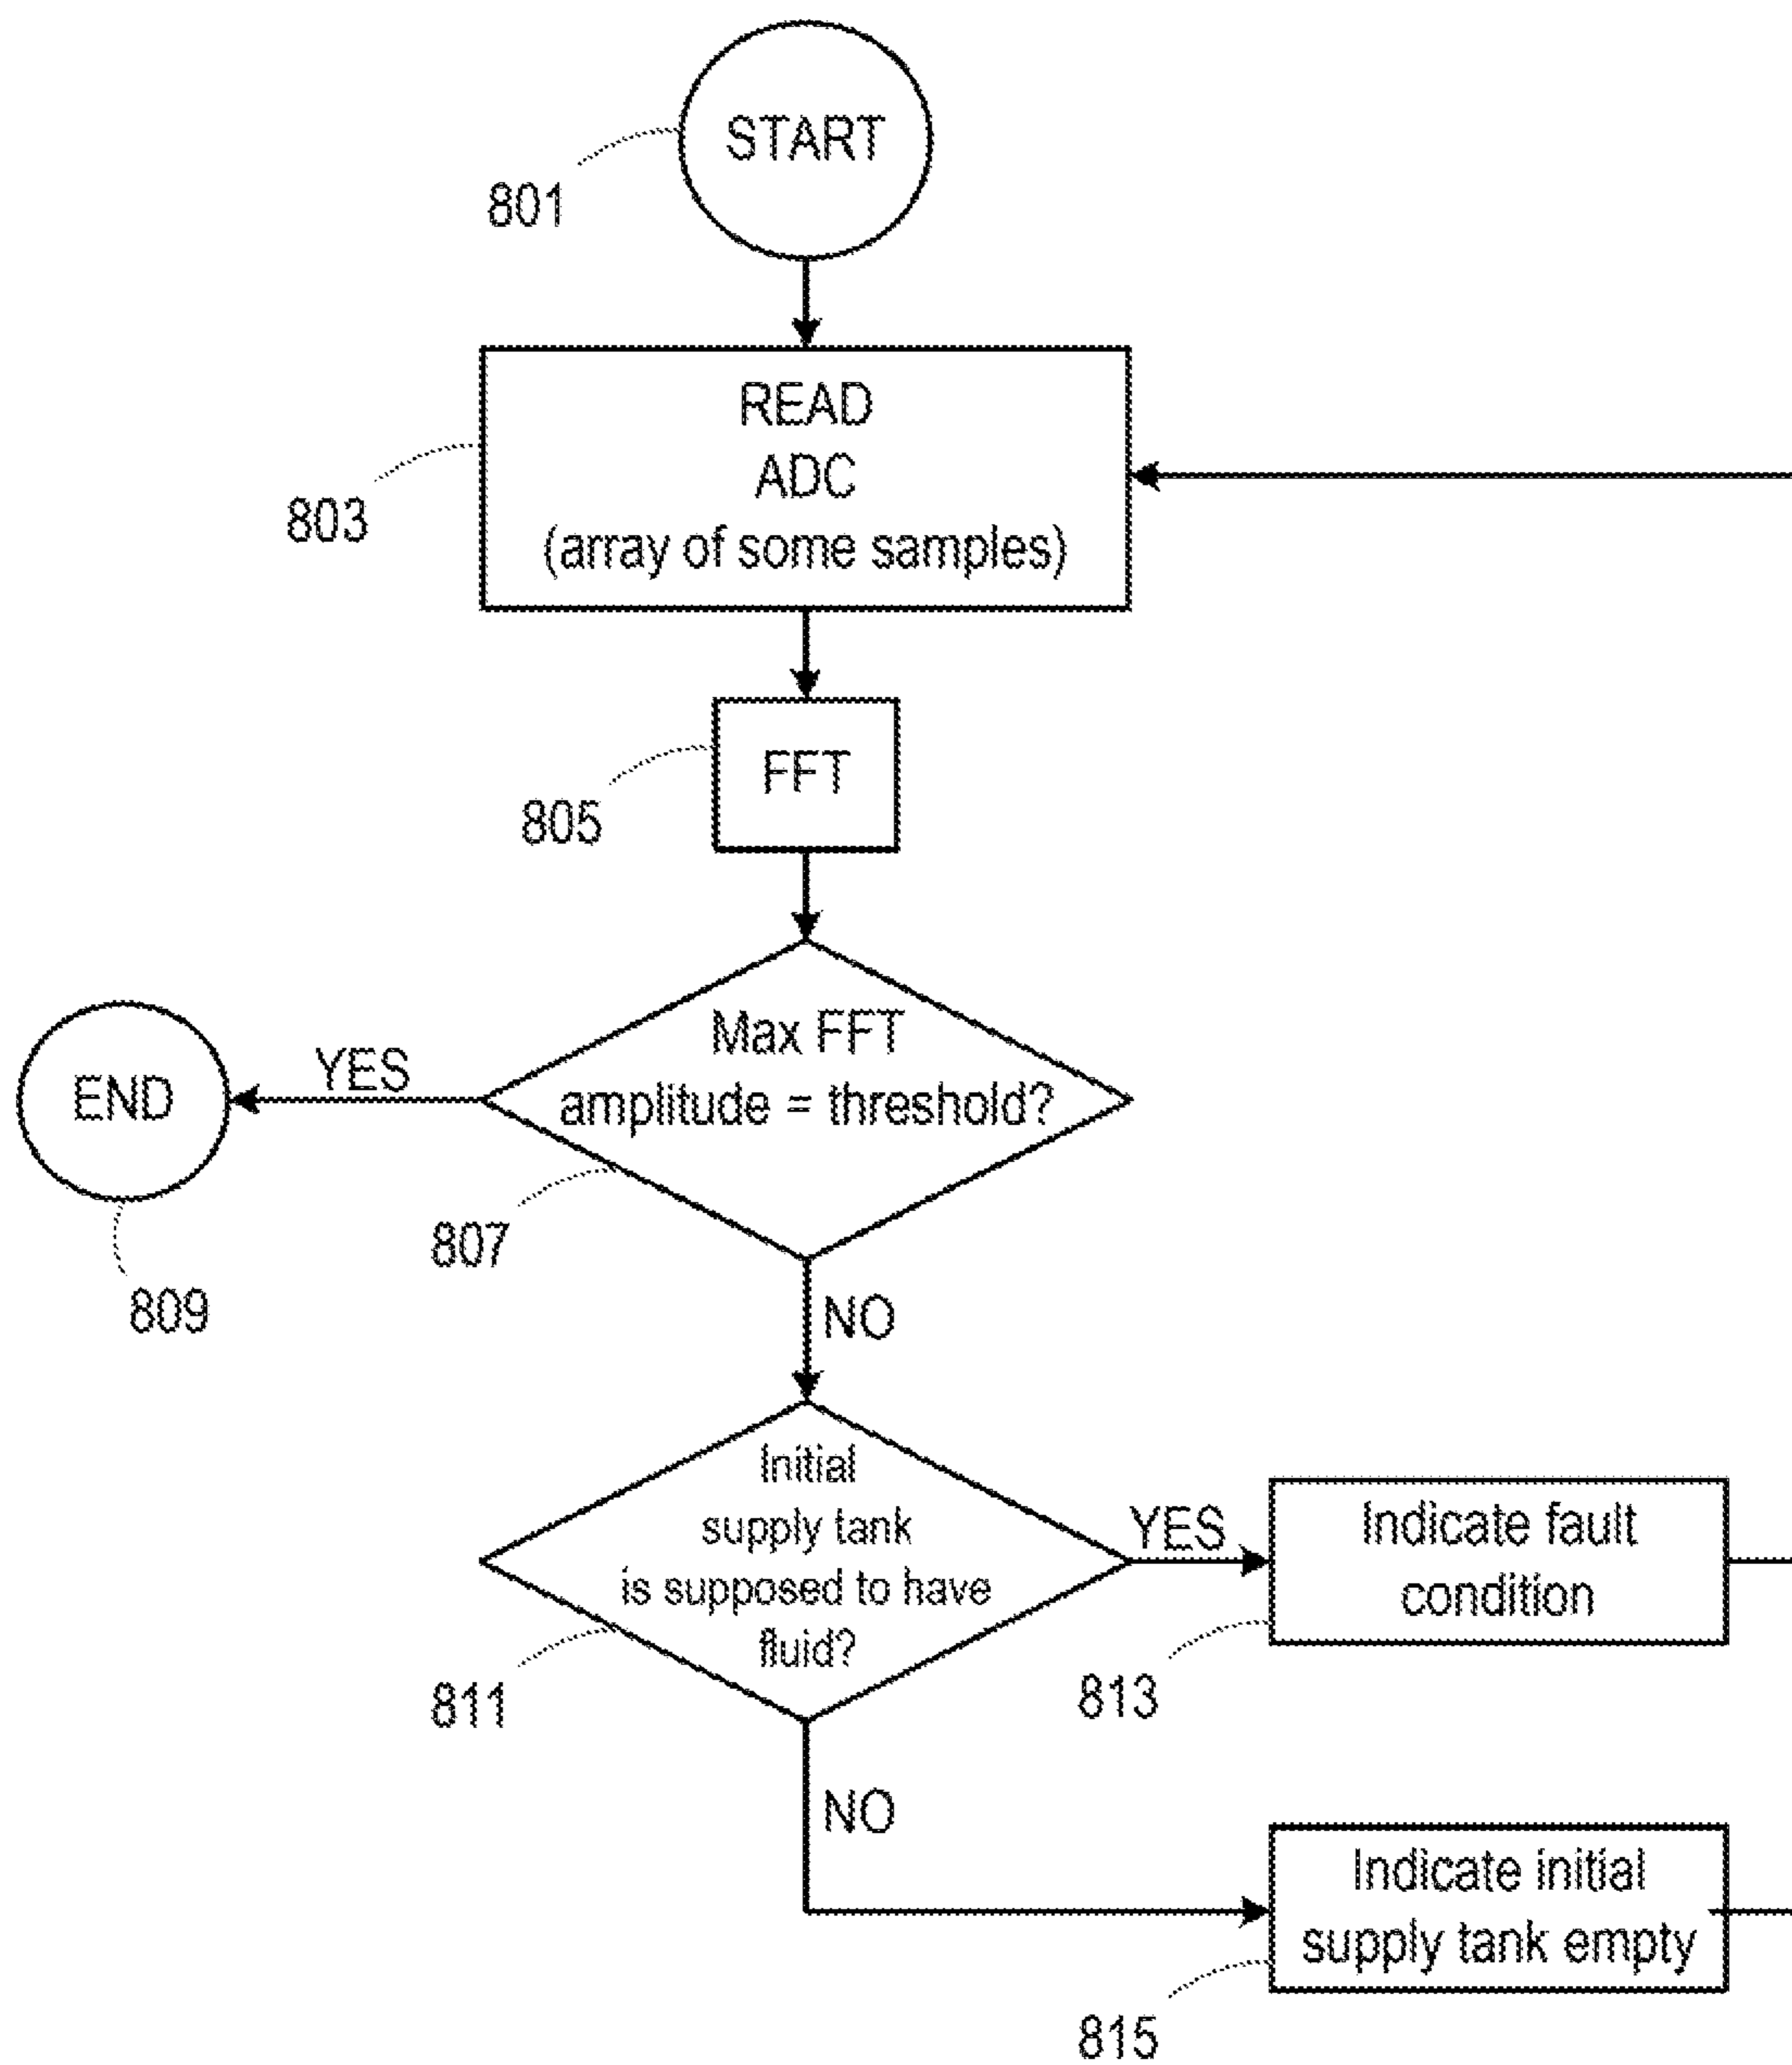 START
801
READ
ADC
(array of some samples)
803
FFT
805
Max FFT
amplitude = threshold?
YES
END
807
809
NO
Initial
supply tank
is supposed to have
fluid?
YES
Indicate fault
condition
811
813
NO
Indicate initial
supply tank empty
815